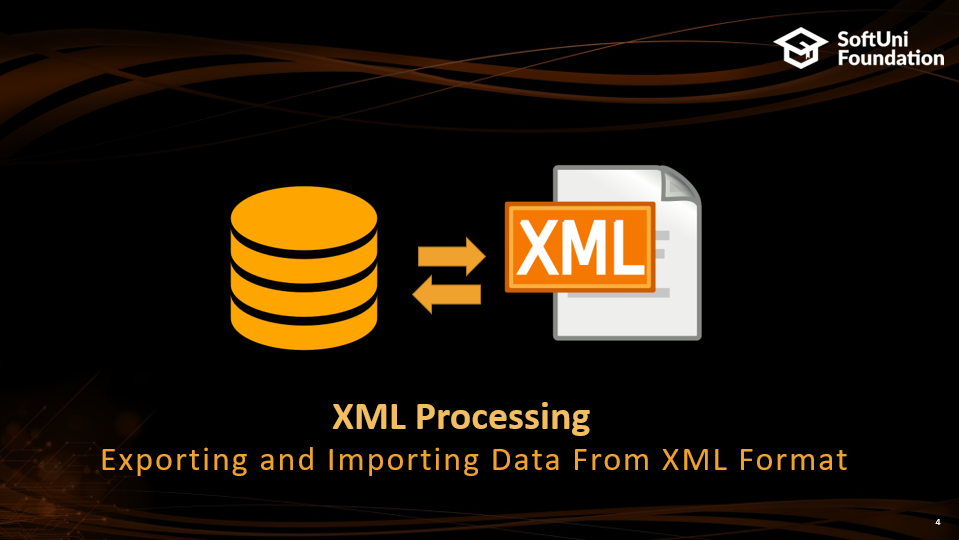 SoftUni
Foundation
XML
XML Processing
Exporting and Importing Data From XML Format
4